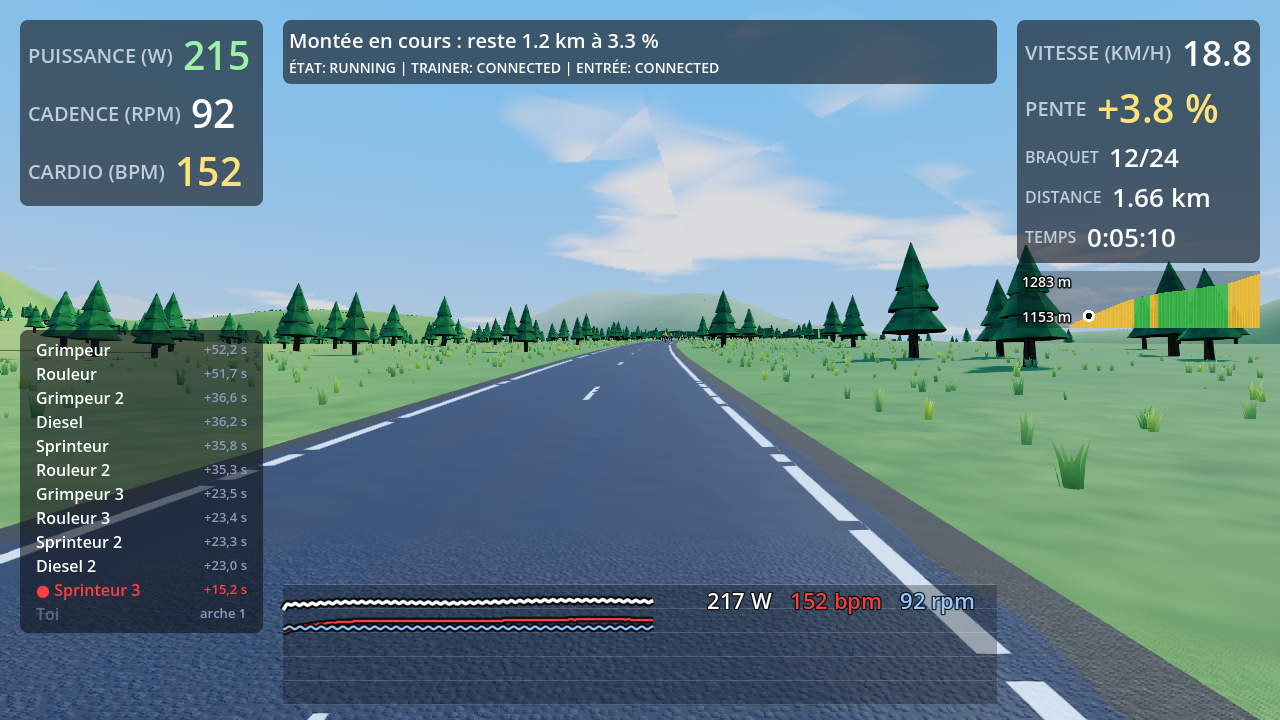 PUISSANCE (W) 215
CADENCE (RPM) 92
CARDIO (BPM) 152
Montée en cours : reste 1.2 km à 3.3 %
ÉTAT: RUNNING | TRAINER: CONNECTED | ENTRÉE: CONNECTED
VITESSE (KM/H) 18.8
PENTE +3.8 %
BRAQUET 12/24
DISTANCE 1.66 km
TEMPS 0:05:10
1283 m
1153 m
Grimpeur +52,2 s
Rouleur +51,7 s
Grimpeur 2 +36,6 s
Diesel +36,2 s
Sprinteur +35,8 s
Rouleur 2 +35,3 s
Grimpeur 3 +23,5 s
Rouleur 3 +23,4 s
Sprinteur 2 +23,3 s
Diesel 2 +23,0 s
Sprinteur 3 +15,2 s
Toi arche 1
217 W 152 bpm 92 rpm